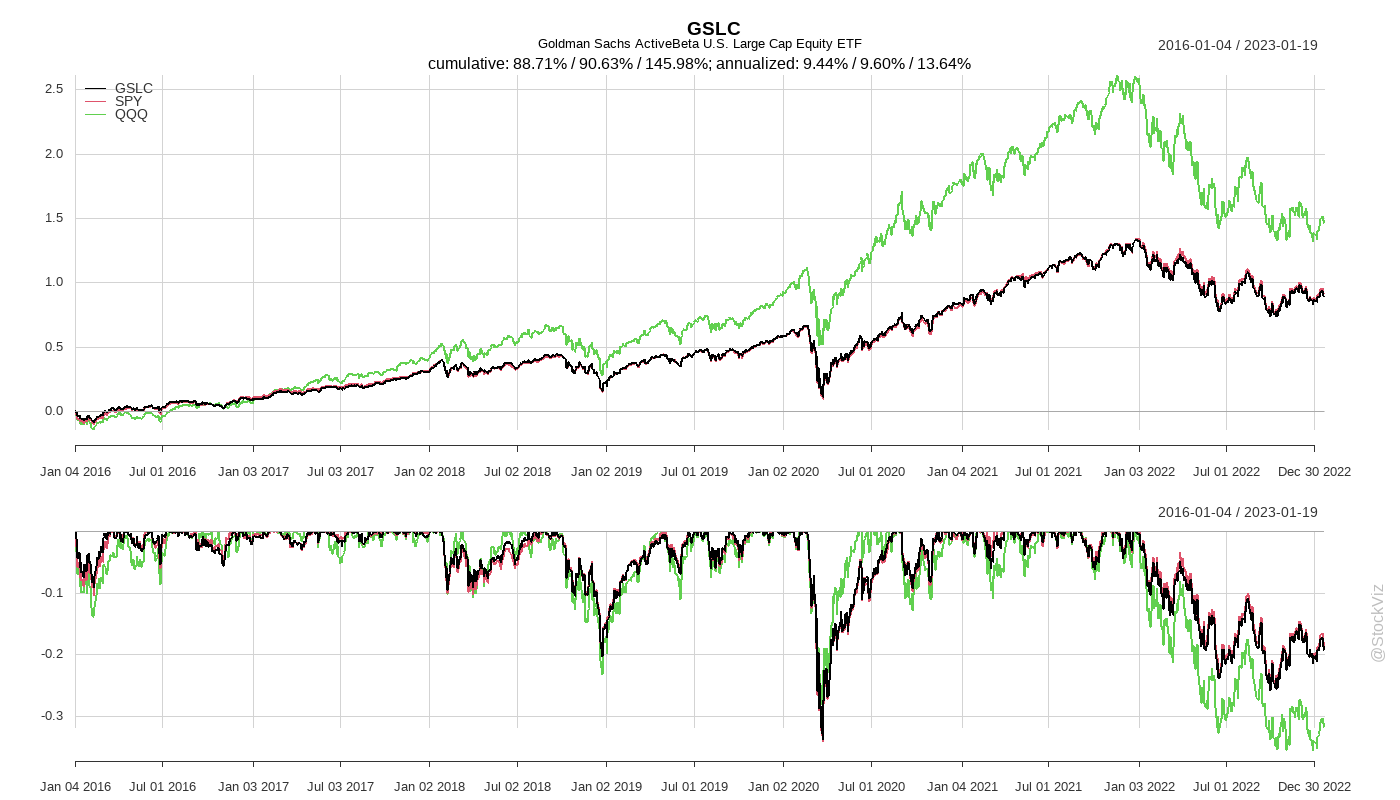 GSLC
Goldman Sachs ActiveBeta U.S. Large Cap Equity ETF
2016-01-04 / 2023-01-19
cumulative: 88.71% / 90.63% / 145.98%; annualized: 9.44% / 9.60% / 13.64%
GSLC
SPY
QQQ
2.5
2.0
1.5
1.0
0.5
0.0
Jan 04 2016 Jul 01 2016 Jan 03 2017 Jul 03 2017 Jan 02 2018 Jul 02 2018 Jan 02 2019 Jul 01 2019 Jan 02 2020 Jul 01 2020 Jan 04 2021 Jul 01 2021 Jan 03 2022 Jul 01 2022 Dec 30 2022
2016-01-04 / 2023-01-19
-0.1
-0.2
-0.3
Jan 04 2016 Jul 01 2016 Jan 03 2017 Jul 03 2017 Jan 02 2018 Jul 02 2018 Jan 02 2019 Jul 01 2019 Jan 02 2020 Jul 01 2020 Jan 04 2021 Jul 01 2021 Jan 03 2022 Jul 01 2022 Dec 30 2022
@StockViz